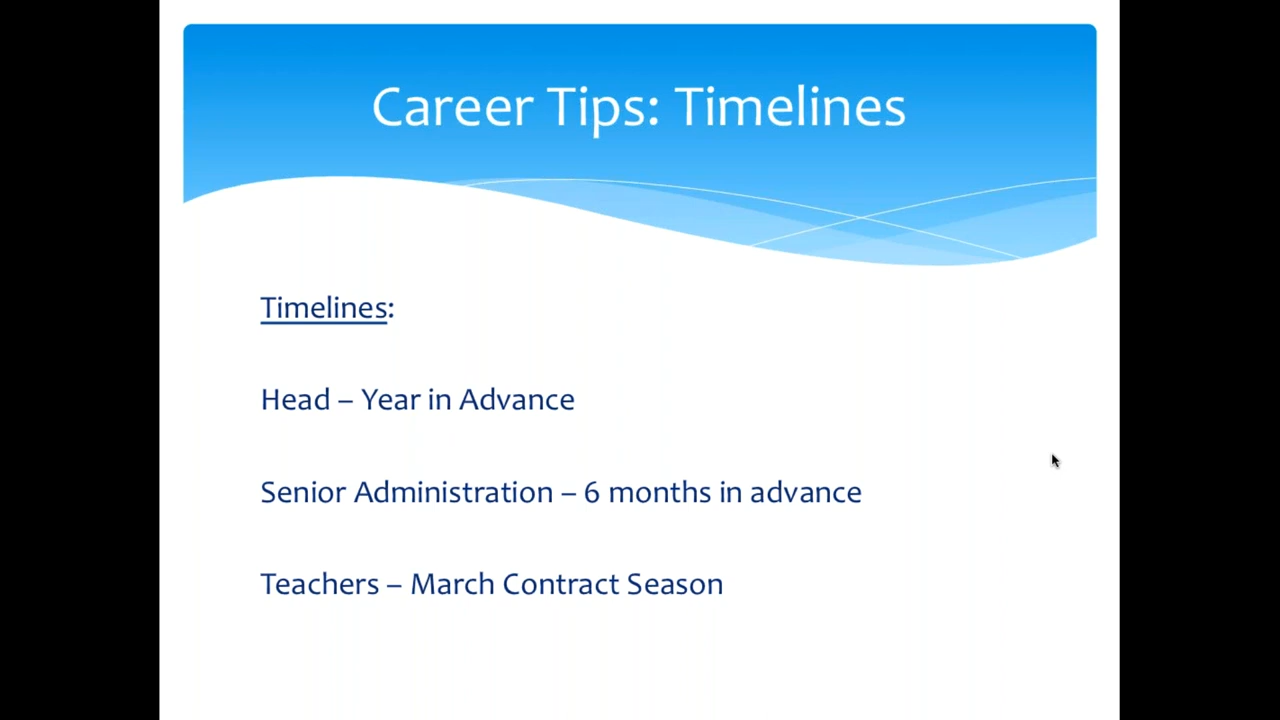 Career Tips: Timelines
Timelines:
Head – Year in Advance
Senior Administration – 6 months in advance
Teachers – March Contract Season